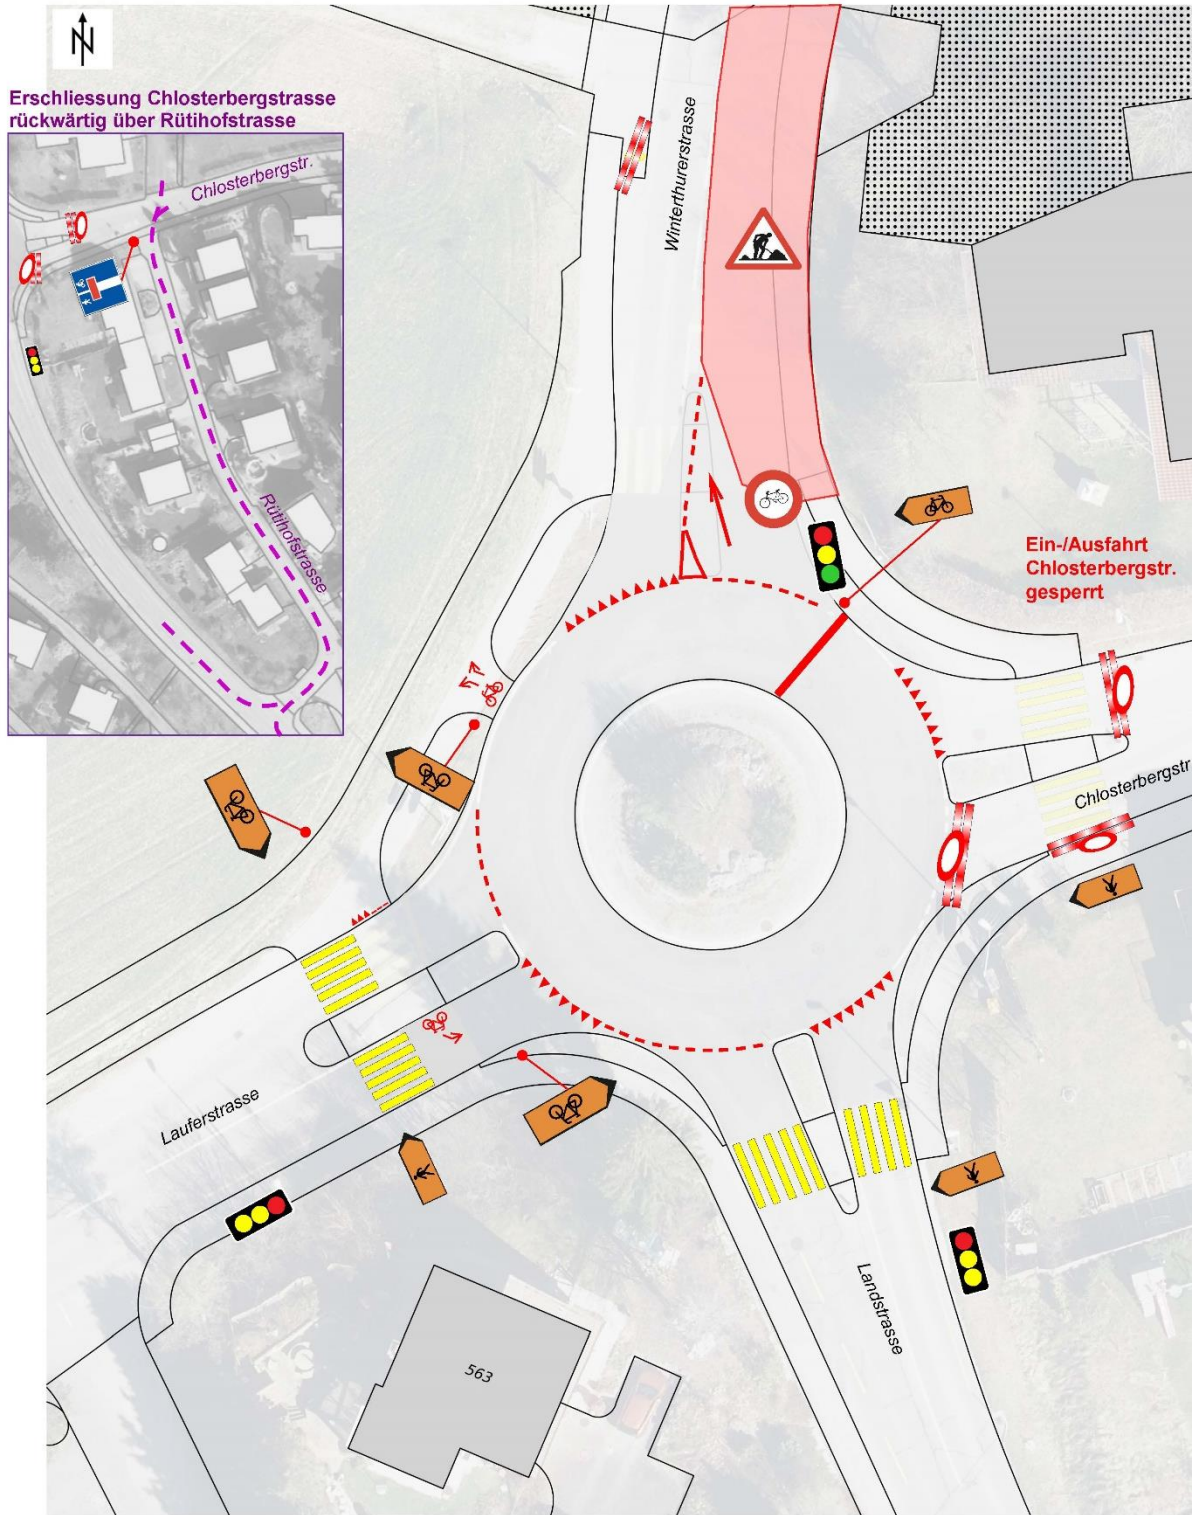 N
Erschliessung Chlosterbergstrasse
rückwärtig über Rütihofstrasse
Chlosterbergstr.
Rütihofstrasse
Winterthurerstrasse
Ein-/Ausfahrt
Chlosterbergstr.
gesperrt
Chlosterbergstr
Lauferstrasse
Landstrasse
563